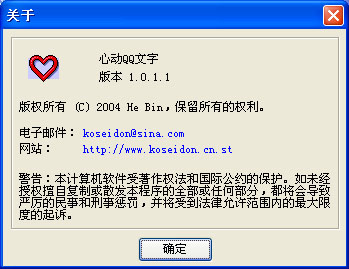 关于
心动QQ文字
版本 1.0.1.1
版权所有 (C) 2004 He Bin,保留所有的权利。
电子邮件: koseidon@sina.com
网站: http://www.koseidon.cn.st
警告:本计算机软件受著作权法和国际公约的保护。如未经
授权擅自复制或散发本程序的全部或任何部分,都将会导致
严厉的民事和刑事惩罚,并将受到法律允许范围内的最大限
度的起诉。
确定